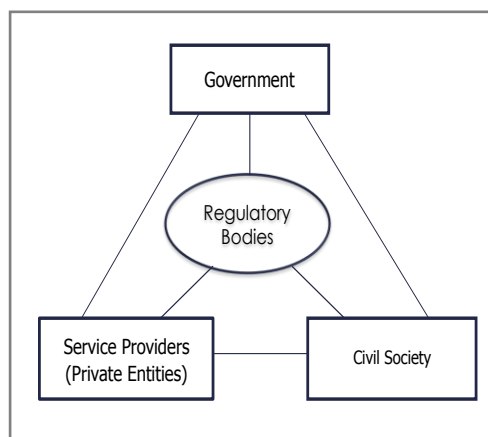 Government
Regulatory
Bodies
Service Providers
(Private Entities)
Civil Society